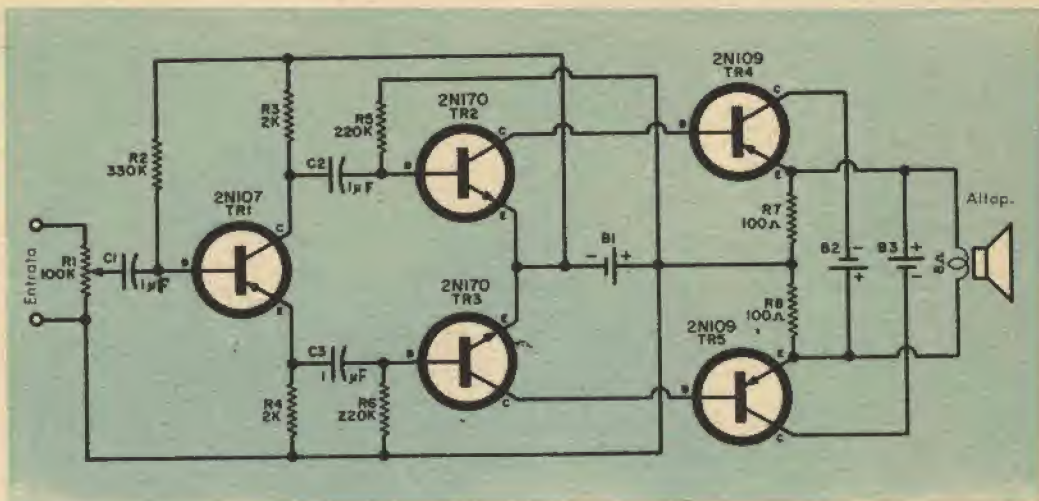 2N109
TR4
2N170
TR2
R3
2K
R5
220K
C
B
C
B
R2
330K
C2
1µF
E
E
2N107
TR1
R7
100Ω
Altop.
C
B1
B2
B3
- +
-
+
+
-
8Ω
Entrata
R1
100K
C1
1µF
B
2N170
TR3
R8
100Ω
E
E
2N109
TR5
E
C3
1µF
B
C
B
R4
2K
R6
220K
C